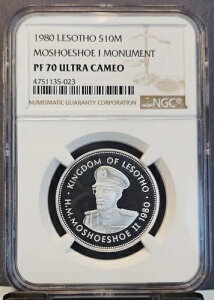 1980 LESOTHO S10M
MOSHOESHOE I MONUMENT
PF 70 ULTRA CAMEO
4751135-023
NUMISMATIC GUARANTY CORPORATION
NGC
KINGDOM OF LESOTHO
H.M. MOSHOESHOE II 1980